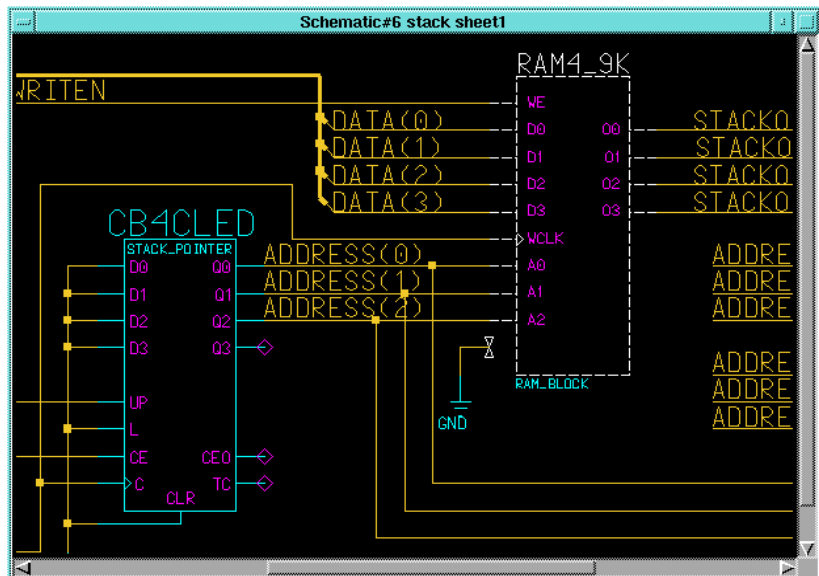 Schematic#6 stack sheet1
RAM4_9K
WRITEN
WE
DATA(0)
D0
O0
STACKO
DATA(1)
D1
O1
STACKO
DATA(2)
D2
O2
STACKO
DATA(3)
D3
O3
STACKO
CB4CLED
WCLK
STACK_POINTER
D0
Q0
ADDRESS(0)
A0
ADDRE
D1
Q1
ADDRESS(1)
A1
ADDRE
D2
Q2
ADDRESS(2)
A2
ADDRE
D3
Q3
ADDRE
RAM_BLOCK
ADDRE
UP
GND
ADDRE
L
CE
CEO
C
TC
CLR